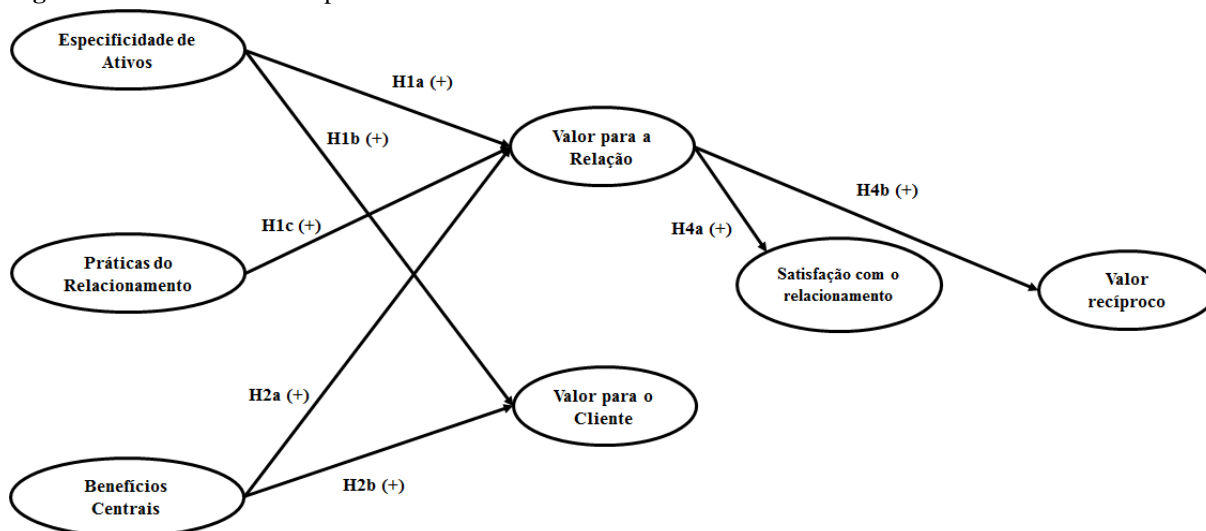 Especificidade de
Ativos
H1a (+)
H1b (+)
Valor para a
Relação
H4b (+)
H1c (+)
H4a (+)
Práticas do
Relacionamento
Satisfação com o
relacionamento
Valor
recíproco
H2a (+)
Valor para o
Cliente
Benefícios
Centrais
H2b (+)